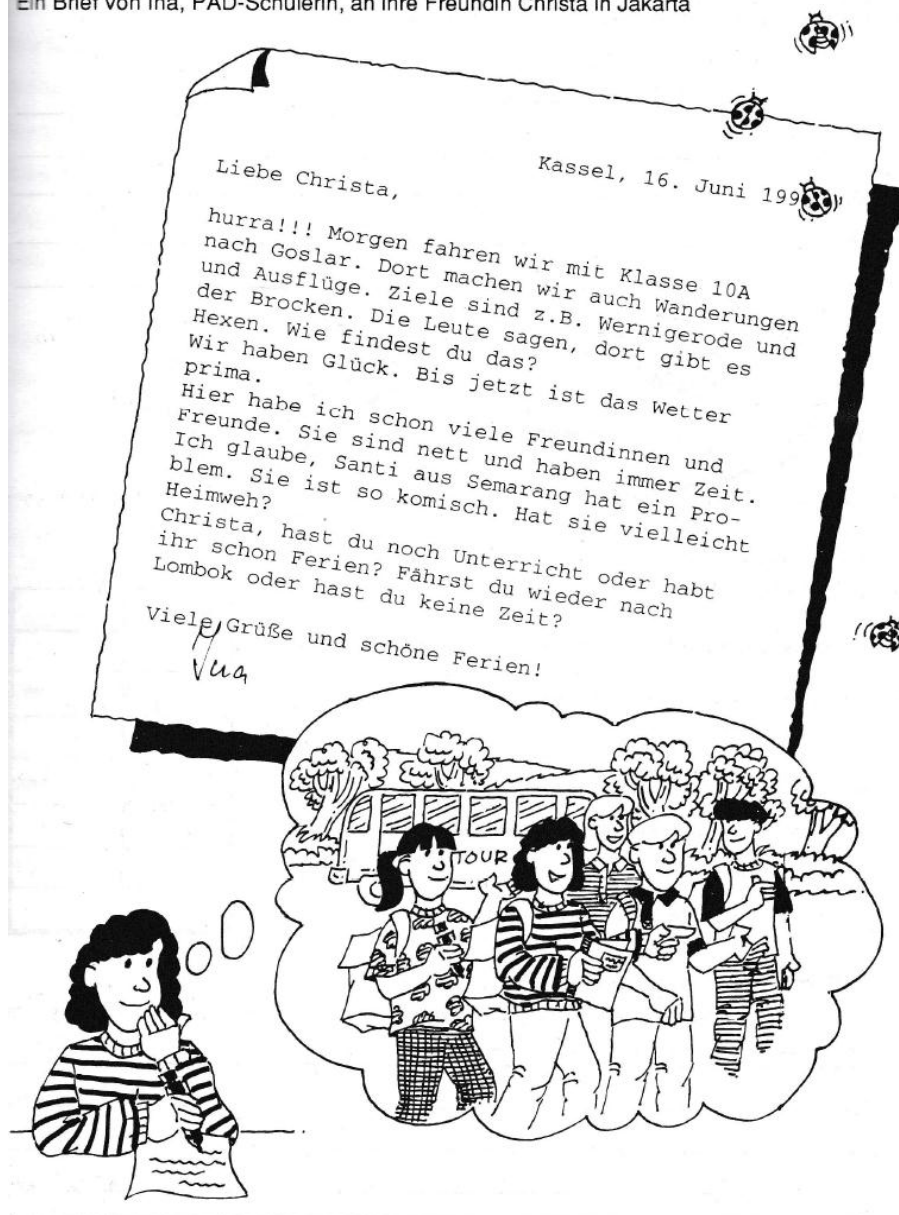 Ein Brief von Ina, PAD-Schülerin, an ihre Freundin Christa in Jakarta
Kassel, 16. Juni 199
Liebe Christa,
hurra!!! Morgen fahren wir mit Klasse 10A
nach Goslar. Dort machen wir auch Wanderungen
und Ausflüge. Ziele sind z.B. Wernigerode und
der Brocken. Die Leute sagen, dort gibt es
Hexen. Wie findest du das?
Wir haben Glück. Bis jetzt ist das Wetter
prima.
Hier habe ich schon viele Freundinnen und
Freunde. Sie sind nett und haben immer Zeit.
Ich glaube, Santi aus Semarang hat ein Pro-
blem. Sie ist so komisch. Hat sie vielleicht
Heimweh?
Christa, hast du noch Unterricht oder habt
ihr schon Ferien? Fährst du wieder nach
Lombok oder hast du keine Zeit?
Viele Grüße und schöne Ferien!
Ina
TOUR